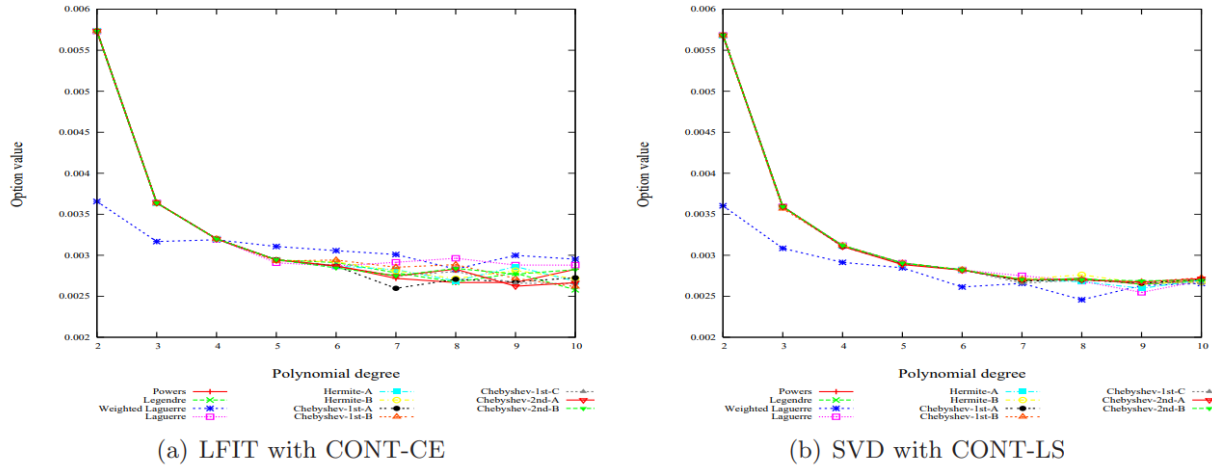 0.006
0.0055
0.005
0.0045
0.004
0.0035
0.003
0.0025
0.002
Option value
2 3 4 5 6 7 8 9 10
Polynomial degree
Powers
Legendre
Weighted Laguerre
Laguerre
Hermite-A
Hermite-B
Chebyshev-1st-A
Chebyshev-1st-B
Chebyshev-1st-C
Chebyshev-2nd-A
Chebyshev-2nd-B
(a) LFIT with CONT-CE
0.006
0.0055
0.005
0.0045
0.004
0.0035
0.003
0.0025
0.002
Option value
2 3 4 5 6 7 8 9 10
Polynomial degree
Powers
Legendre
Weighted Laguerre
Laguerre
Hermite-A
Hermite-B
Chebyshev-1st-A
Chebyshev-1st-B
Chebyshev-1st-C
Chebyshev-2nd-A
Chebyshev-2nd-B
(b) SVD with CONT-LS